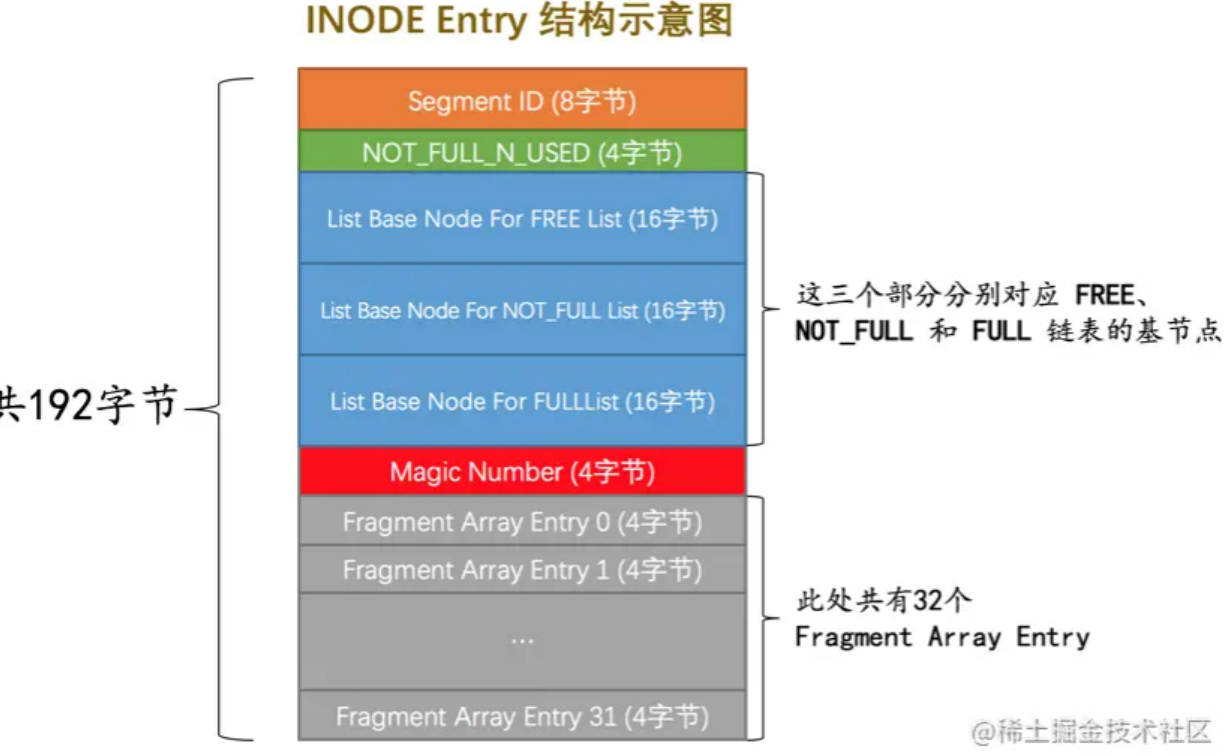 INODE Entry 结构示意图
Segment ID (8字节)
NOT_FULL_N_USED (4字节)
List Base Node For FREE List (16字节)
List Base Node For NOT_FULL List (16字节)
这三个部分分别对应 FREE、
NOT_FULL 和 FULL 链表的基节点
List Base Node For FULLList (16字节)
共192字节
Magic Number (4字节)
Fragment Array Entry 0 (4字节)
Fragment Array Entry 1 (4字节)
...
此处共有32个
Fragment Array Entry
Fragment Array Entry 31 (4字节)
@稀土掘金技术社区